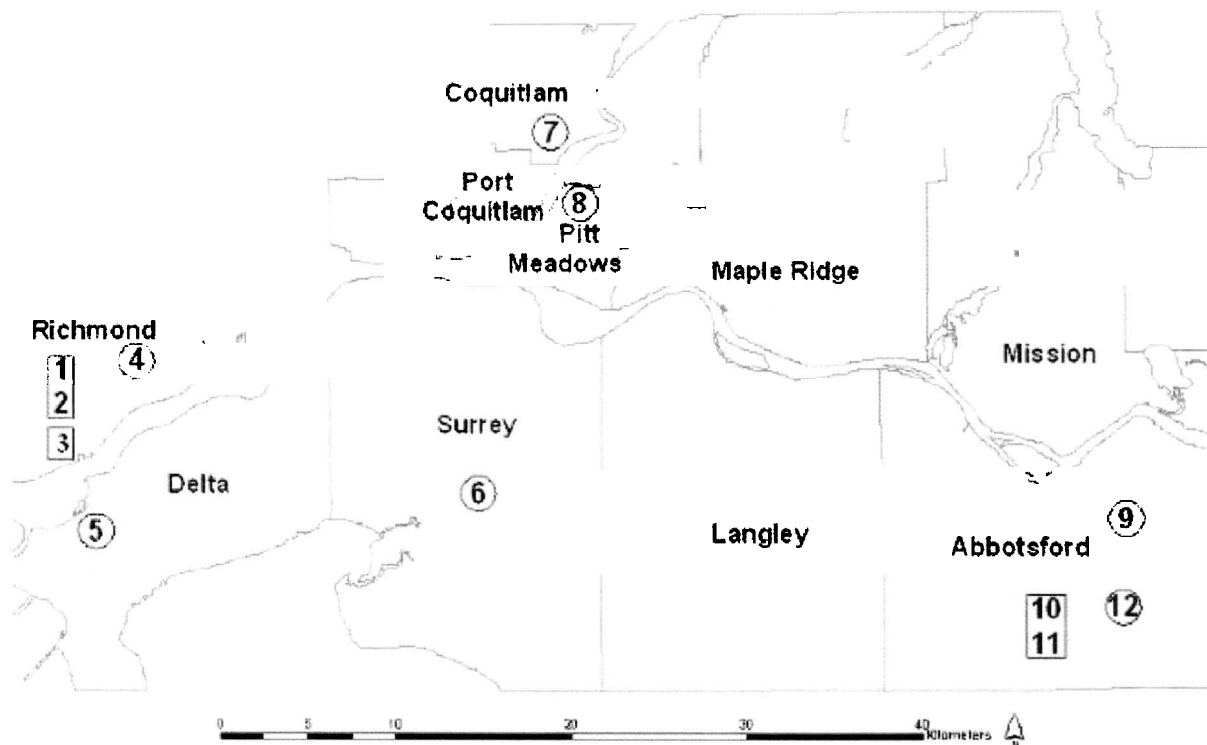 Coquitlam
7
Port
Coquitlam
8
Pitt
Meadows
Maple Ridge
Richmond
4
1
2
3
Mission
Surrey
Delta
6
5
Langley
9
Abbotsford
10
11
12
0 5 10 20 30 40
Kilometers
N